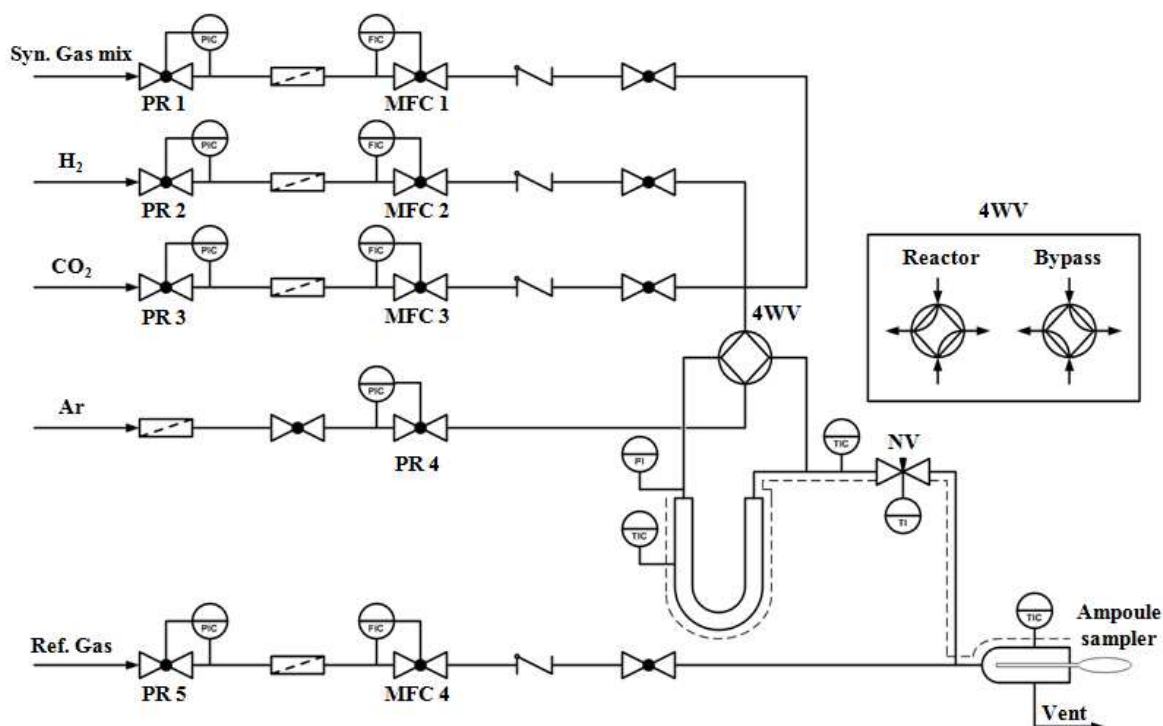 Syn. Gas mix
PIC
FIC
PR 1
MFC 1
H₂
PIC
FIC
PR 2
MFC 2
4WV
CO₂
PIC
FIC
Reactor
Bypass
PR 3
MFC 3
4WV
Ar
PIC
PR 4
PI
TIC
NV
TIC
TI
Ref. Gas
PIC
FIC
TIC
Ampoule
sampler
PR 5
MFC 4
Vent